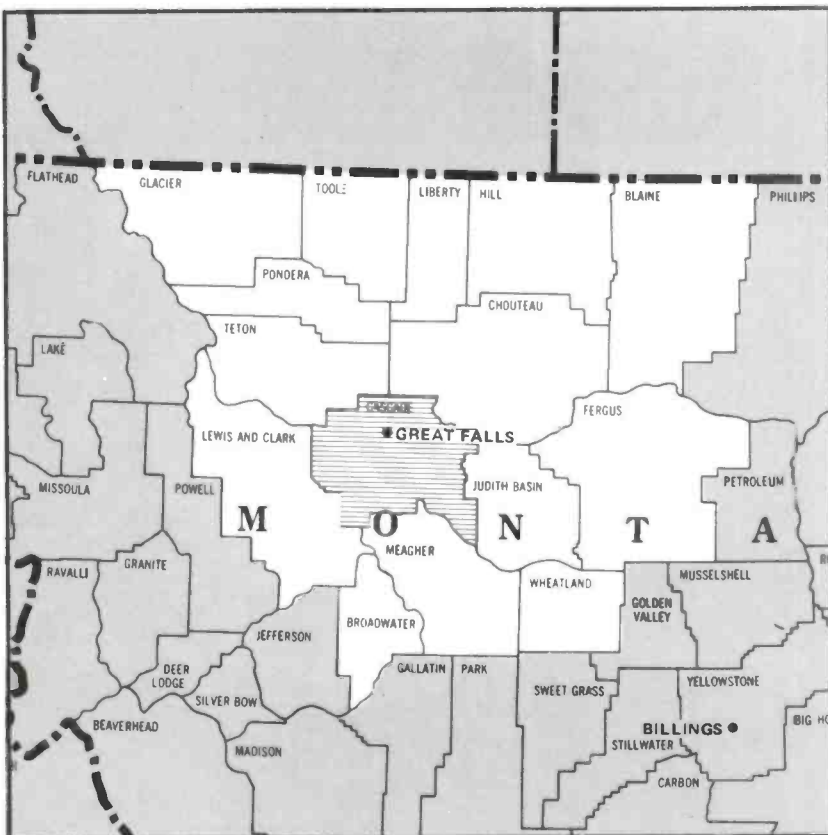 FLATHEAD
GLACIER
TOOLE
LIBERTY
HILL
BLAINE
PHILLIPS
PONDERA
CHOUTEAU
TETON
LAKE
CASCADE
FERGUS
LEWIS AND CLARK
GREAT FALLS
MISSOULA
POWELL
JUDITH BASIN
PETROLEUM
M O N T A
MEAGHER
RAVALLI
GRANITE
WHEATLAND
MUSSELSHELL
GOLDEN
VALLEY
JEFFERSON
BROADWATER
DEER
LODGE
GALLATIN
PARK
SWEET GRASS
YELLOWSTONE
SILVER BOW
BEAVERHEAD
BILLINGS
BIG HO
MADISON
STILLWATER
CARBON